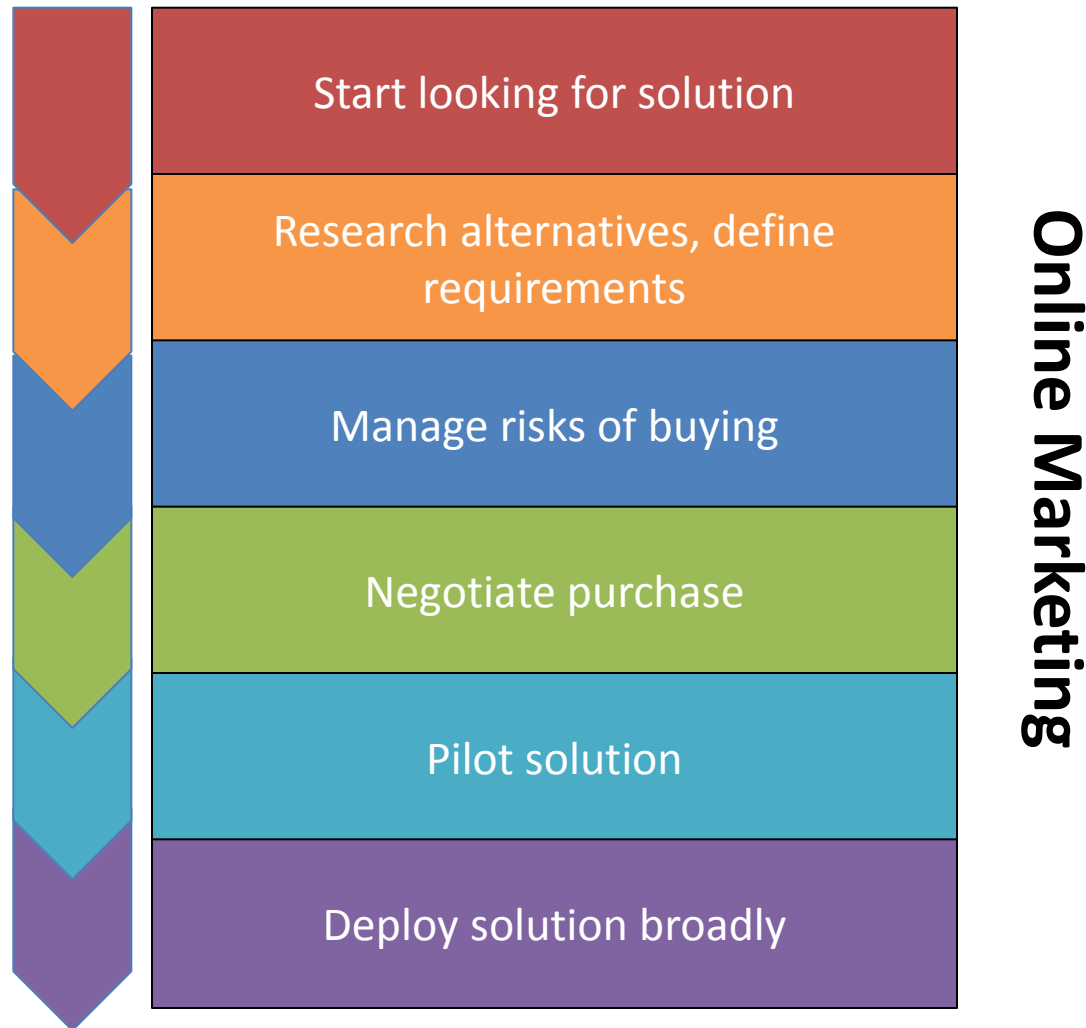 Start looking for solution
Research alternatives, define
requirements
Manage risks of buying
Negotiate purchase
Pilot solution
Deploy solution broadly
Online Marketing